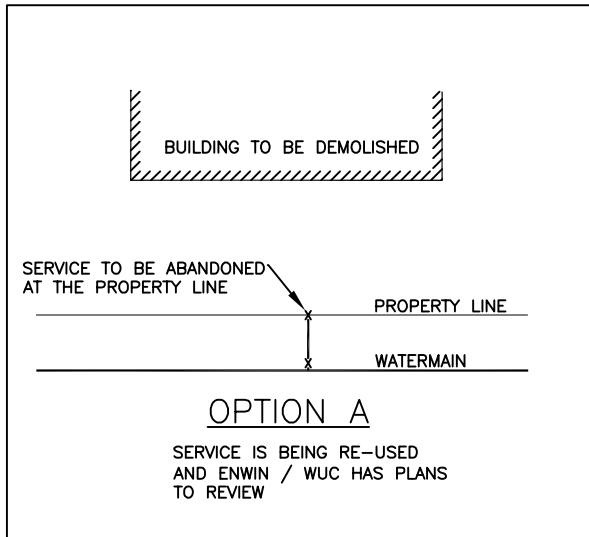 BUILDING TO BE DEMOLISHED
SERVICE TO BE ABANDONED
AT THE PROPERTY LINE
PROPERTY LINE
WATERMAIN
OPTION A
SERVICE IS BEING RE-USED
AND ENWIN / WUC HAS PLANS
TO REVIEW